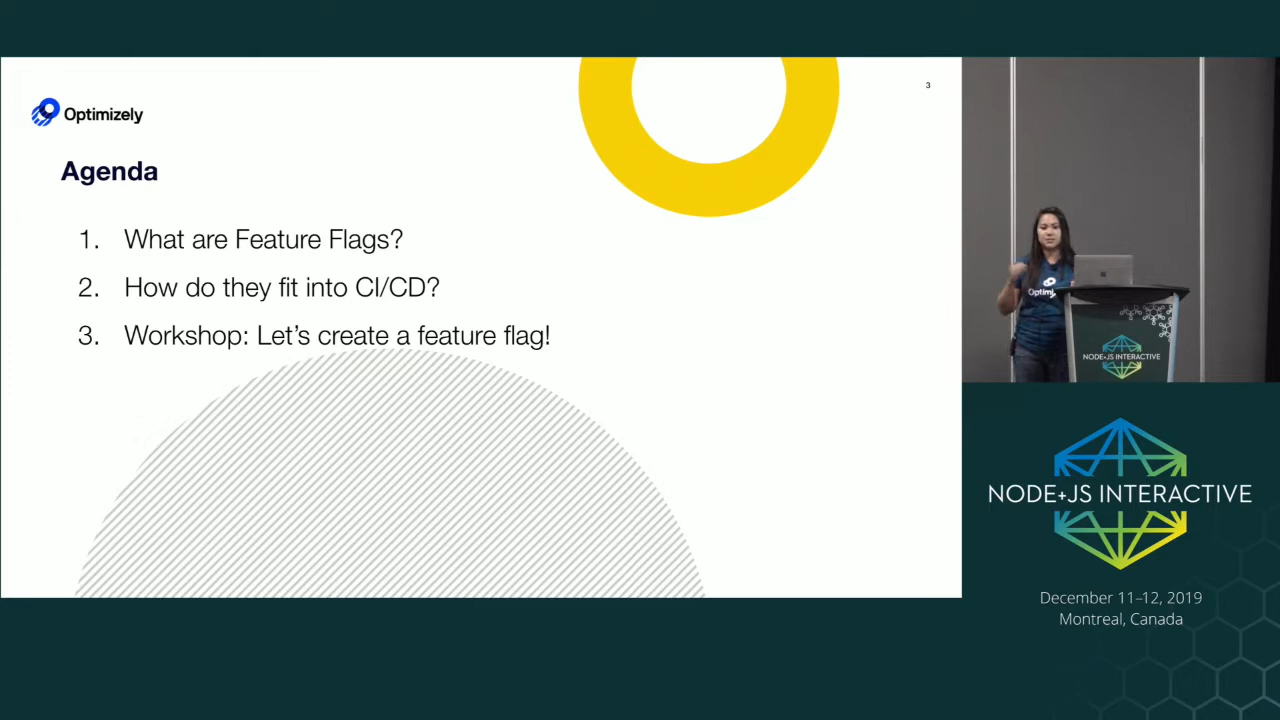 3
Optimizely
Agenda
1. What are Feature Flags?
2. How do they fit into CI/CD?
3. Workshop: Let's create a feature flag!
Optimi
NODE+JS INTERACTIVE
NODE+JS INTERACTIVE
December 11–12, 2019
Montreal, Canada